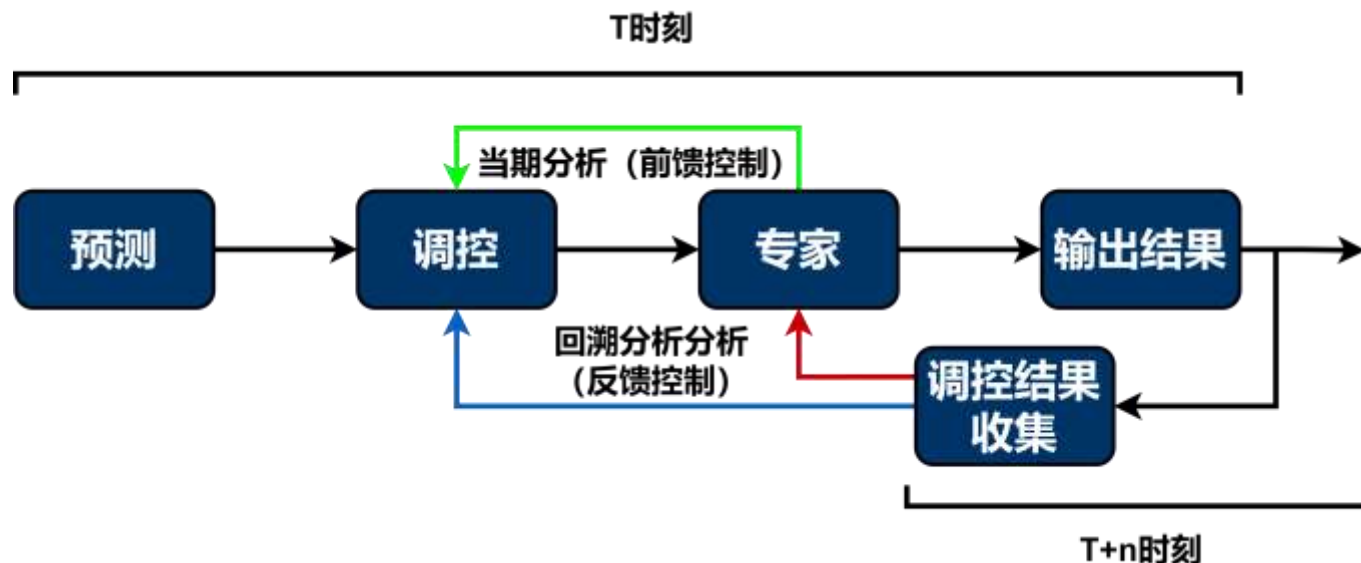 T时刻
当期分析（前馈控制）
预测
调控
专家
输出结果
回溯分析分析
（反馈控制）
调控结果
收集
T+n时刻